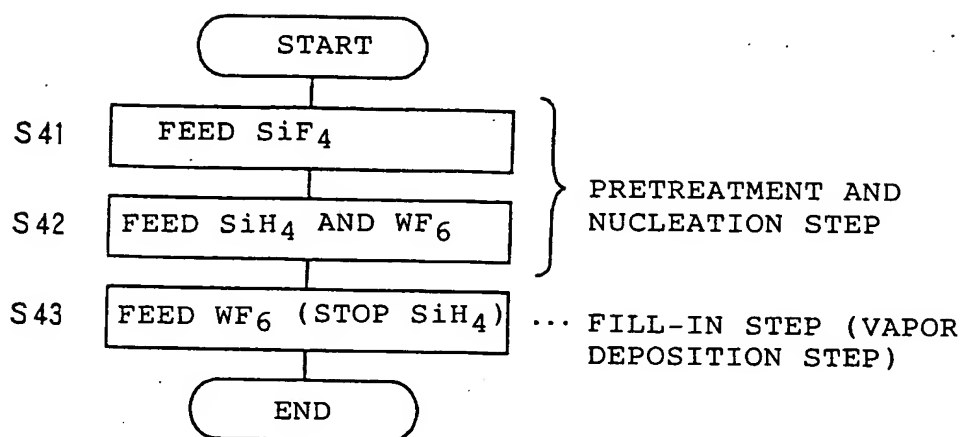 START
S41 FEED SiF4
S42 FEED SiH4 AND WF6
PRETREATMENT AND
NUCLEATION STEP
S43 FEED WF6 (STOP SiH4) ... FILL-IN STEP (VAPOR
DEPOSITION STEP)
END